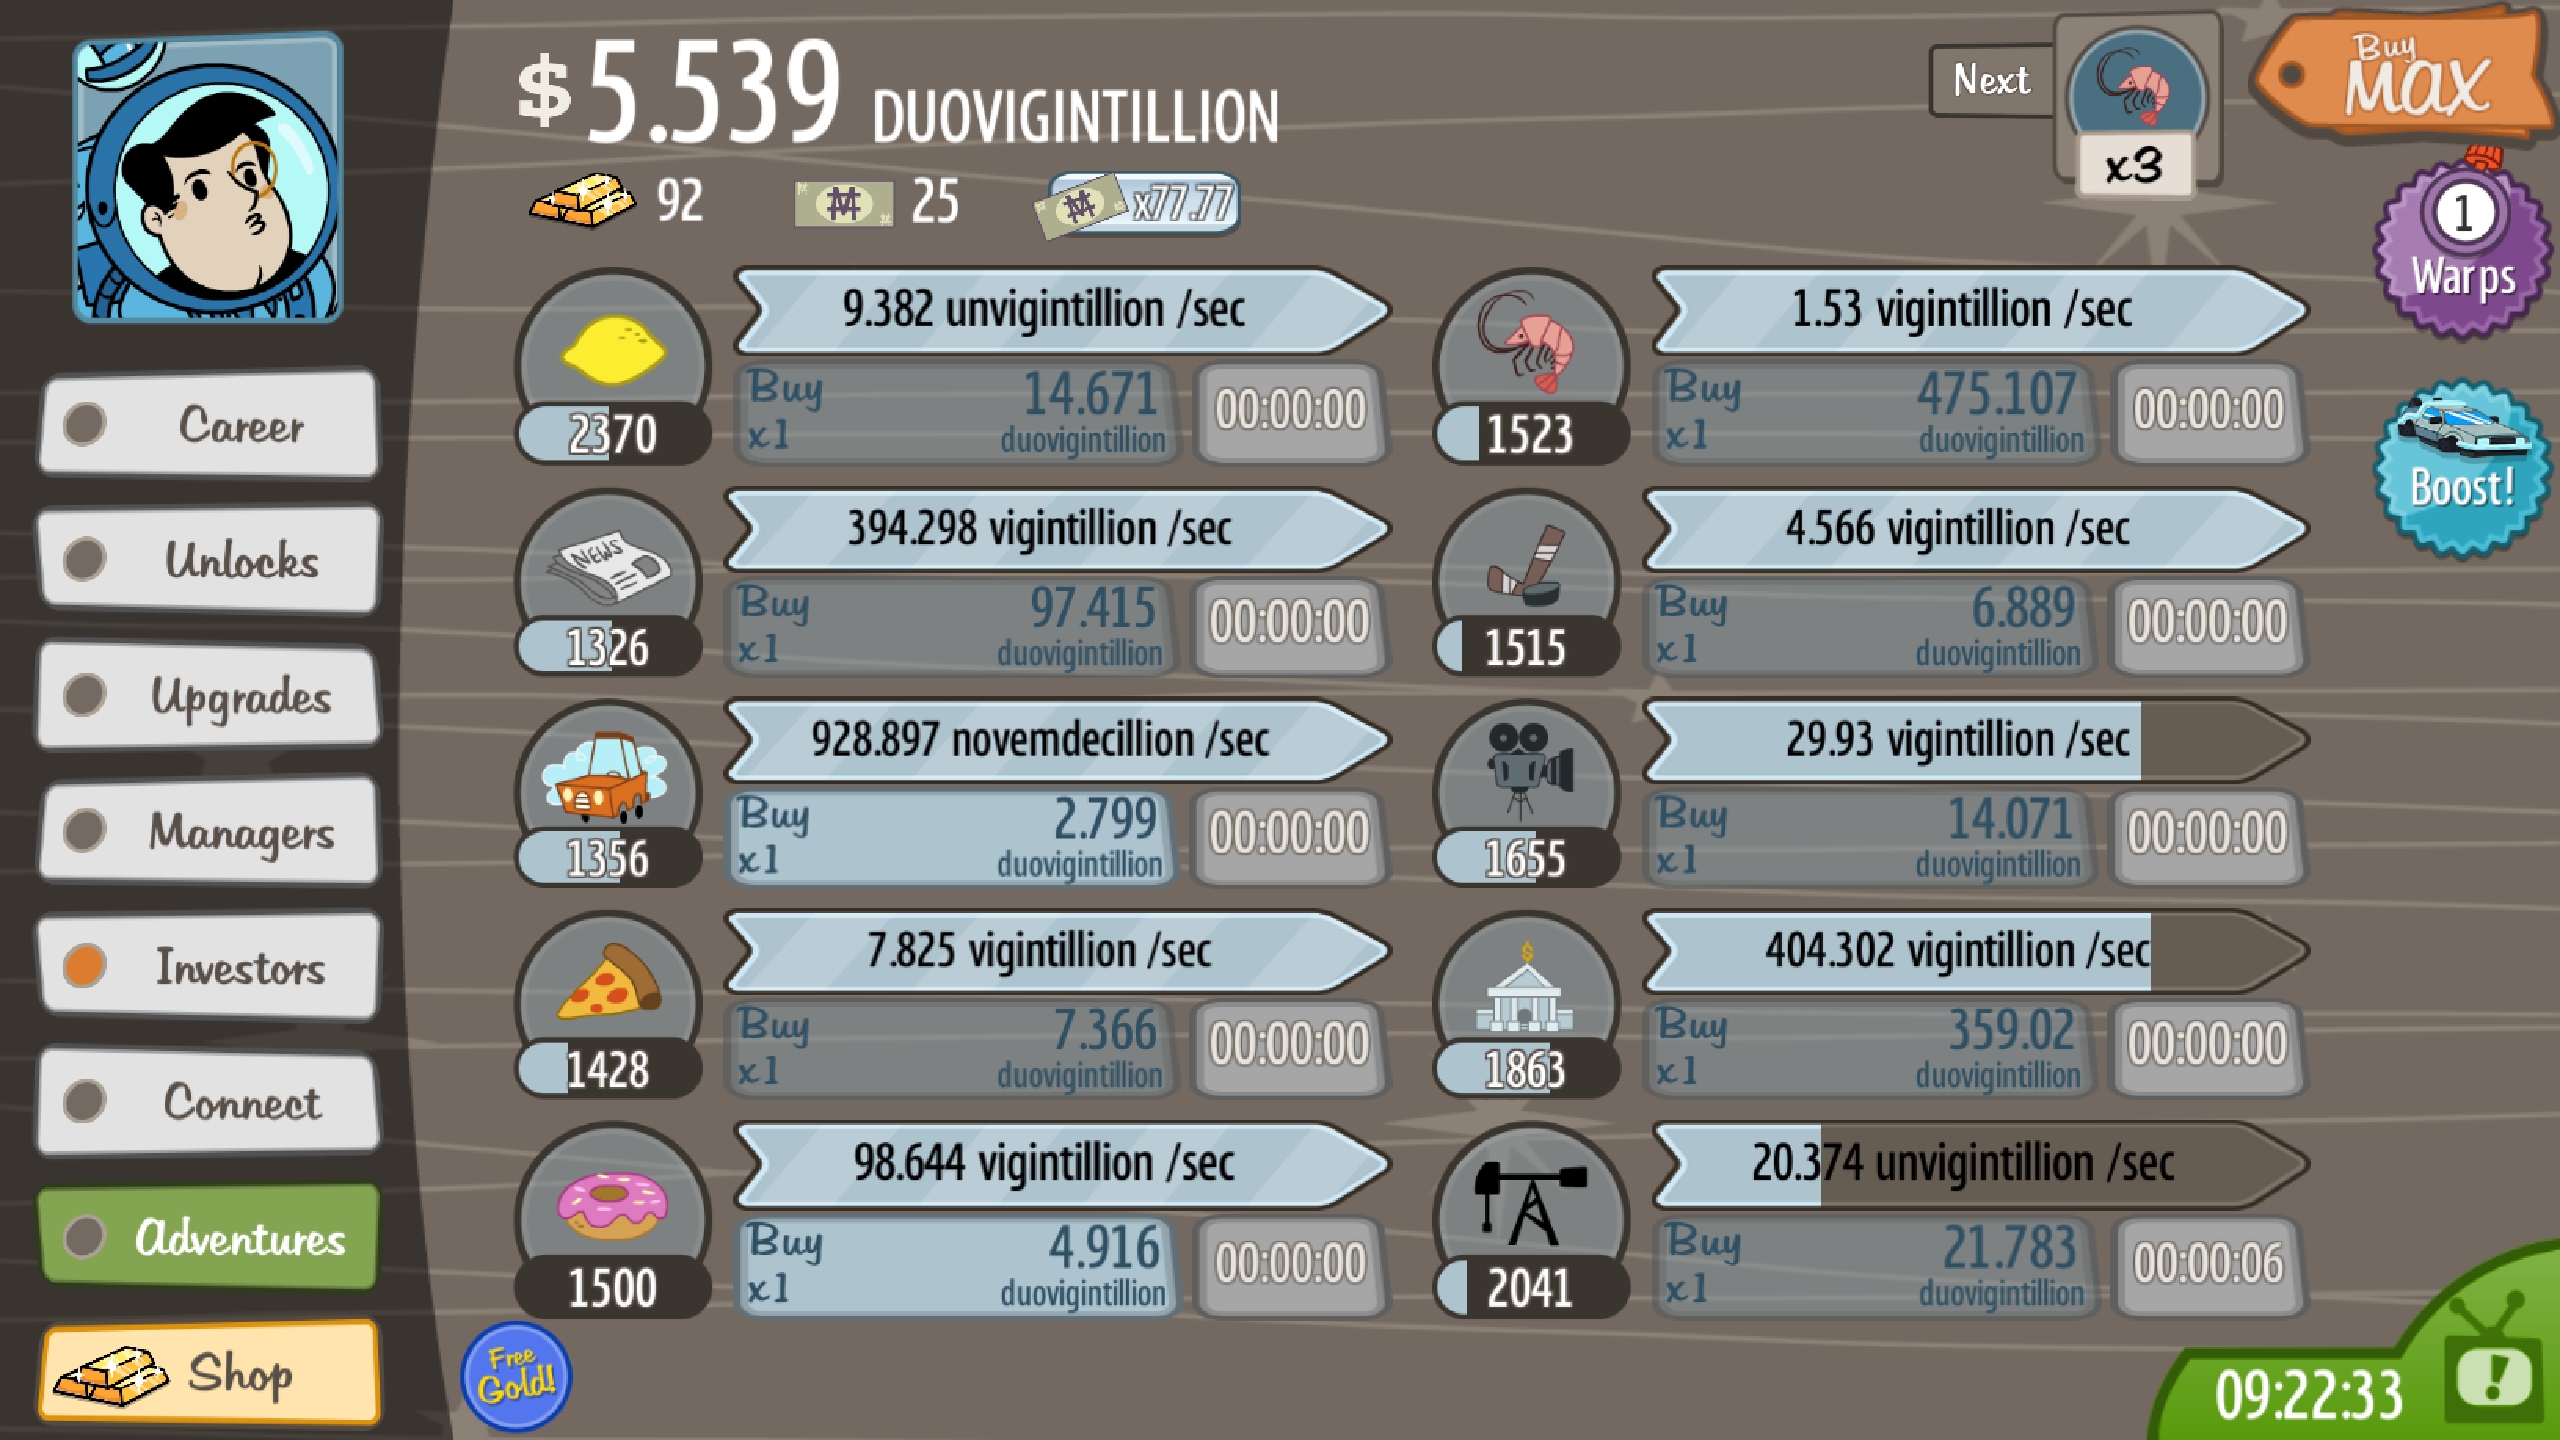 $5.539 DUOVIGINTILLION
92
25
x77.77
Next
x3
Buy
MAX
1
Warps
Boost!
Career
Unlocks
Upgrades
Managers
Investors
Connect
Adventures
Shop
9.382 unvigintillion /sec
2370
Buy
x1
14.671
duovigintillion
00:00:00
NEWS
394.298 vigintillion /sec
1326
Buy
x1
97.415
duovigintillion
00:00:00
928.897 novemdecillion /sec
1356
Buy
x1
2.799
duovigintillion
00:00:00
7.825 vigintillion /sec
1428
Buy
x1
7.366
duovigintillion
00:00:00
98.644 vigintillion /sec
1500
Buy
x1
4.916
duovigintillion
00:00:00
1.53 vigintillion /sec
1523
Buy
x1
475.107
duovigintillion
00:00:00
4.566 vigintillion /sec
1515
Buy
x1
6.889
duovigintillion
00:00:00
29.93 vigintillion /sec
1655
Buy
x1
14.071
duovigintillion
00:00:00
$
404.302 vigintillion /sec
1863
Buy
x1
359.02
duovigintillion
00:00:00
20.374 unvigintillion /sec
2041
Buy
x1
21.783
duovigintillion
00:00:06
Free
Gold!
09:22:33
!